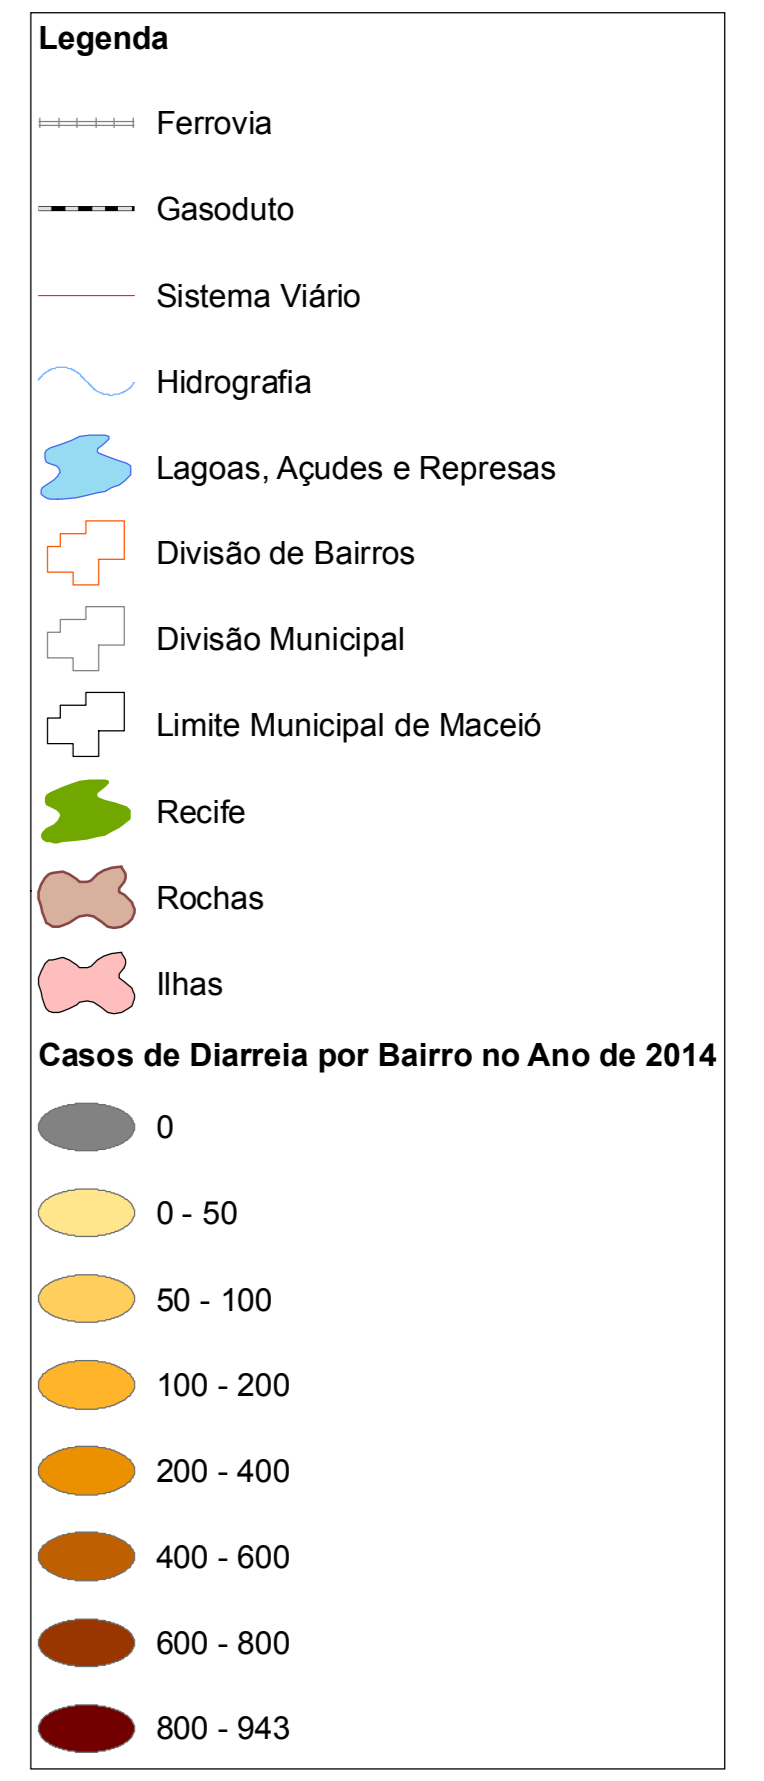 Legenda
Ferrovia
Gasoduto
Sistema Viário
Hidrografia
Lagoas, Açudes e Represas
Divisão de Bairros
Divisão Municipal
Limite Municipal de Maceió
Recife
Rochas
Ilhas
Casos de Diarreia por Bairro no Ano de 2014
0
0 - 50
50 - 100
100 - 200
200 - 400
400 - 600
600 - 800
800 - 943